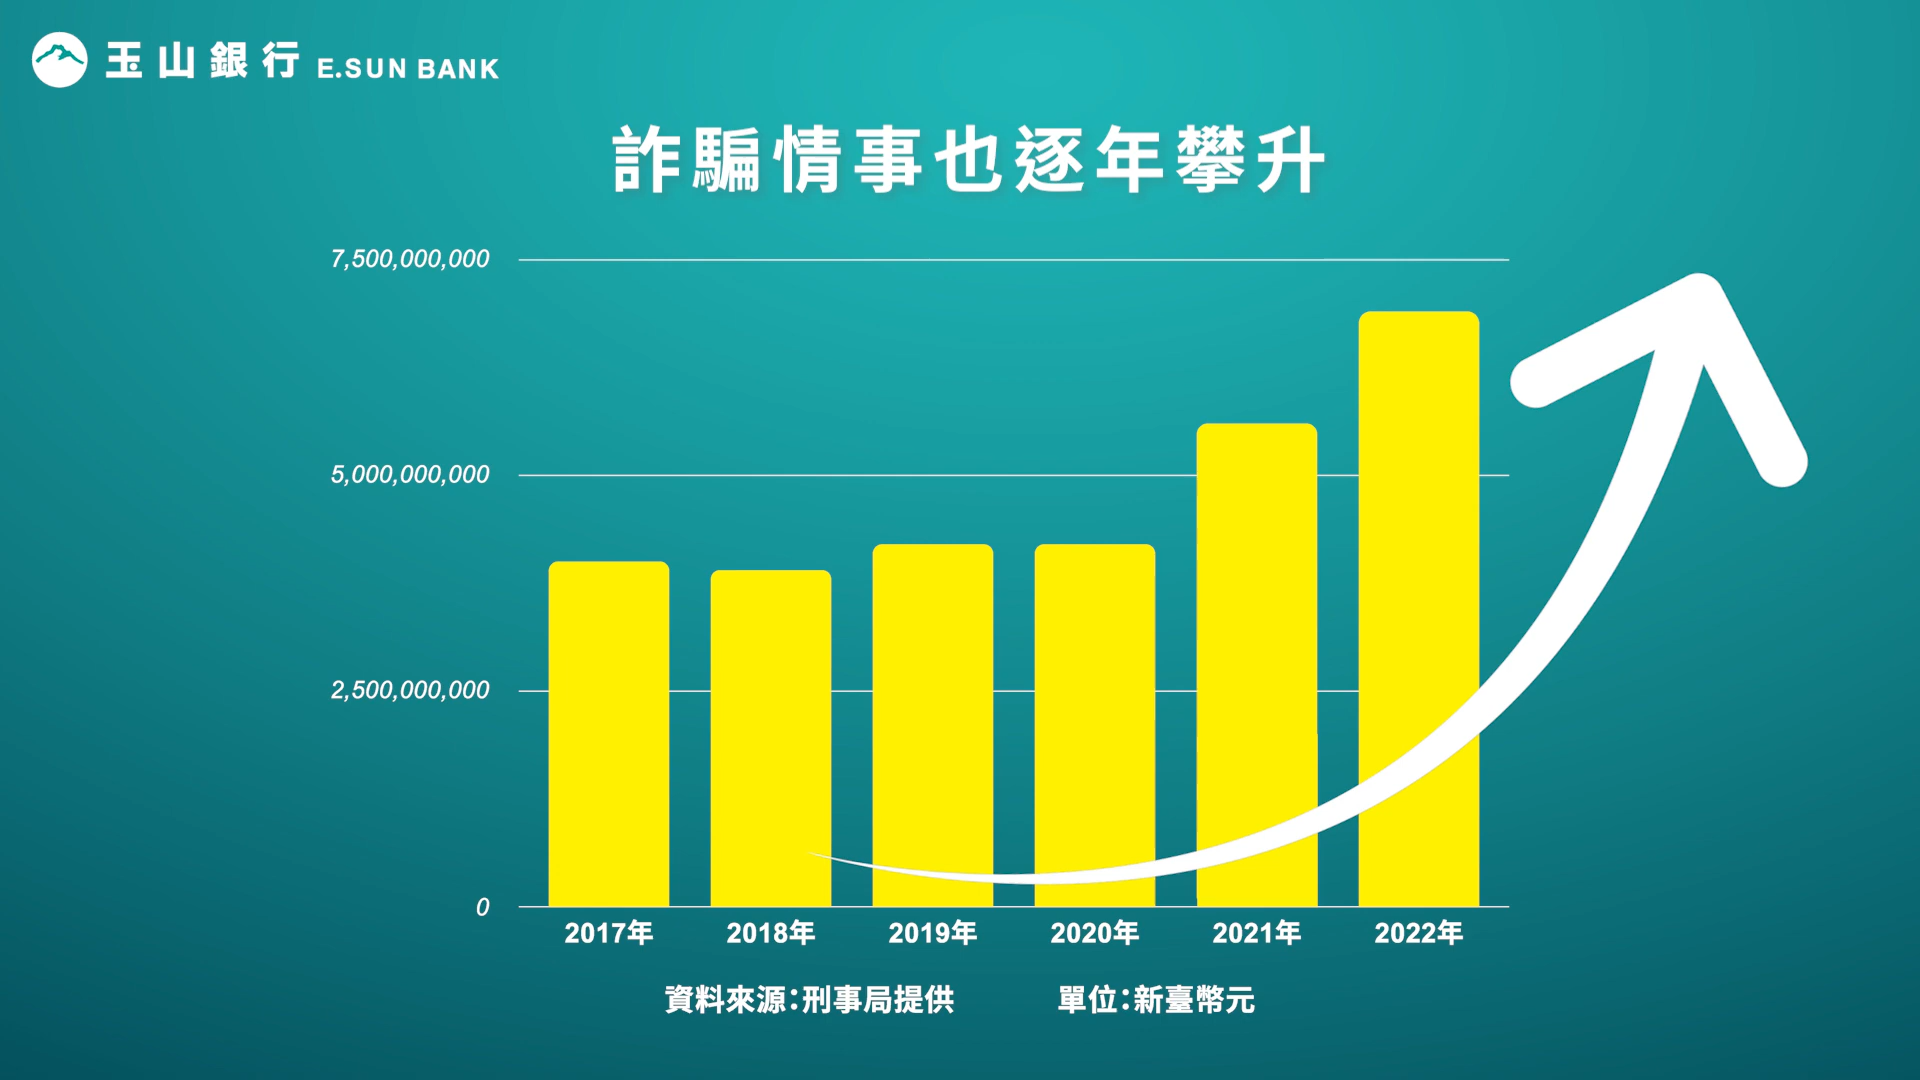 玉山銀行 E.SUN BANK
詐騙情事也逐年攀升
7,500,000,000
5,000,000,000
2,500,000,000
0
2017年 2018年 2019年 2020年 2021年 2022年
資料來源:刑事局提供 單位:新臺幣元